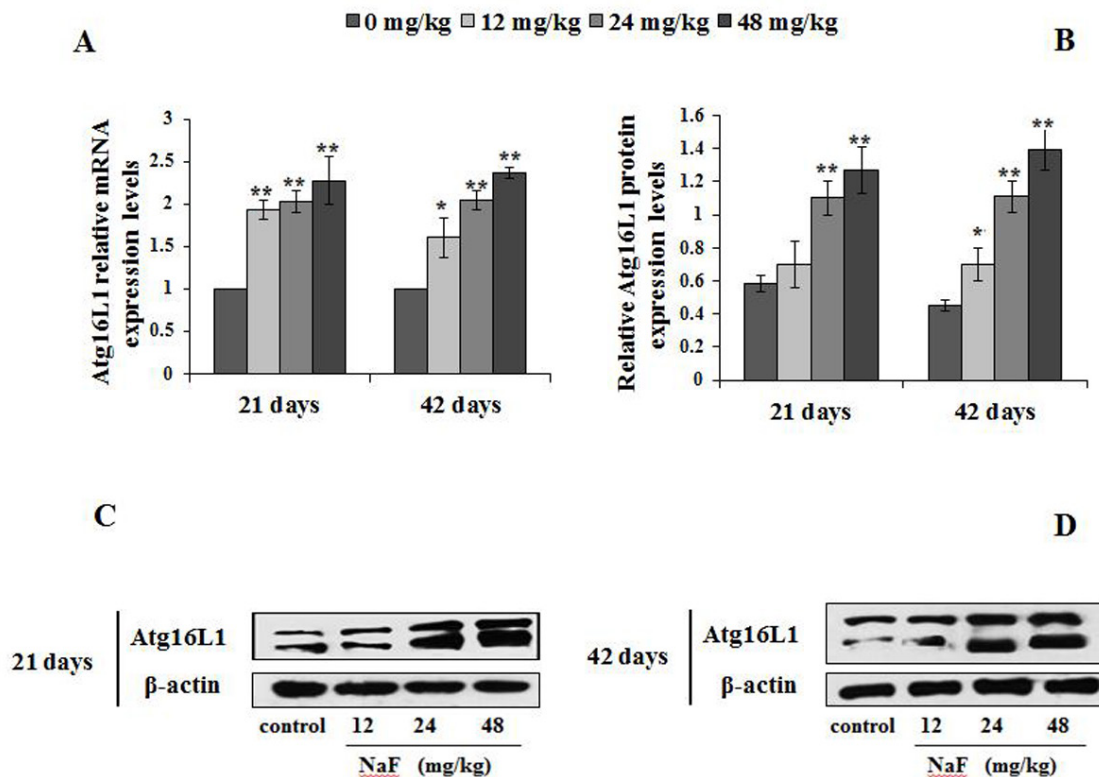 0 mg/kg 12 mg/kg 24 mg/kg 48 mg/kg
A
Atg16L1 relative mRNA
expression levels
3
2.5
2
1.5
1
0.5
0
** ** **
* ** **
21 days 42 days
B
Relative Atg16L1 protein
expression levels
1.6
1.4
1.2
1
0.8
0.6
0.4
0.2
0
** **
* ** **
21 days 42 days
C
21 days
Atg16L1
β-actin
control 12 24 48
NaF (mg/kg)
D
42 days
Atg16L1
β-actin
control 12 24 48
NaF (mg/kg)